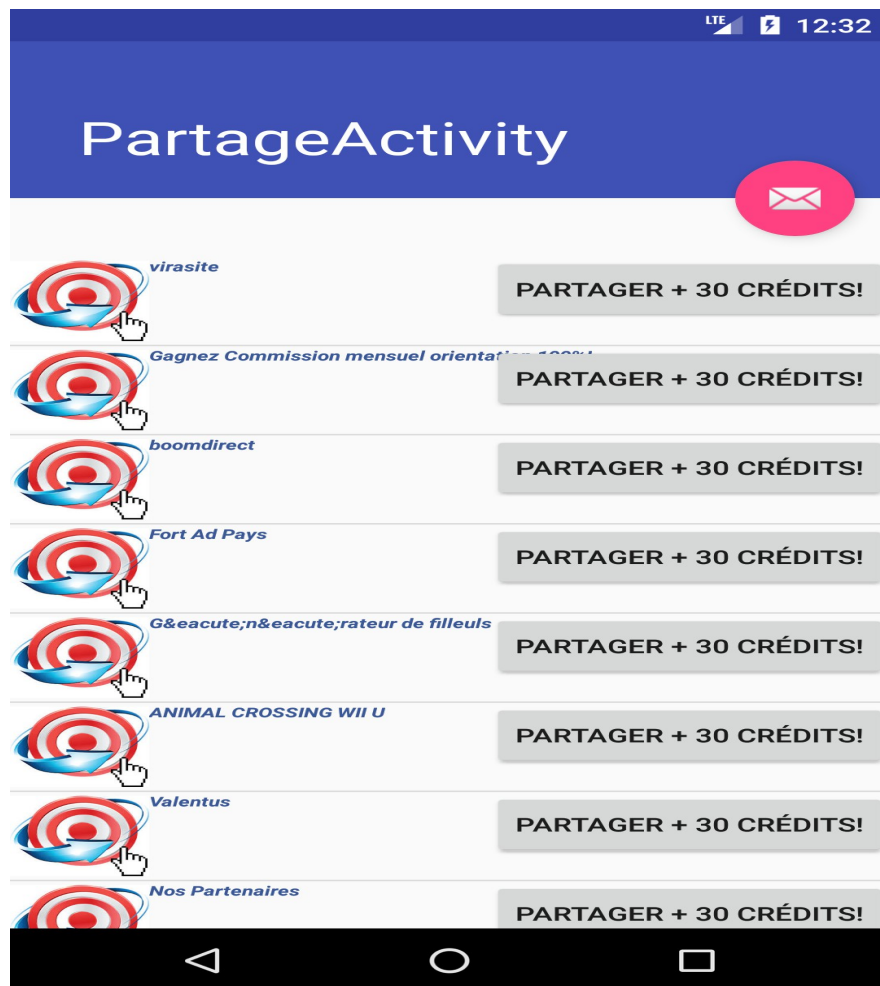 LTE 12:32
PartageActivity
virasite
PARTAGER + 30 CRÉDITS!
Gagnez Commission mensuel orientation 100%!
PARTAGER + 30 CRÉDITS!
boomdirect
PARTAGER + 30 CRÉDITS!
Fort Ad Pays
PARTAGER + 30 CRÉDITS!
G&eacute;n&eacute;rateur de filleuls
PARTAGER + 30 CRÉDITS!
ANIMAL CROSSING WII U
PARTAGER + 30 CRÉDITS!
Valentus
PARTAGER + 30 CRÉDITS!
Nos Partenaires
PARTAGER + 30 CRÉDITS!